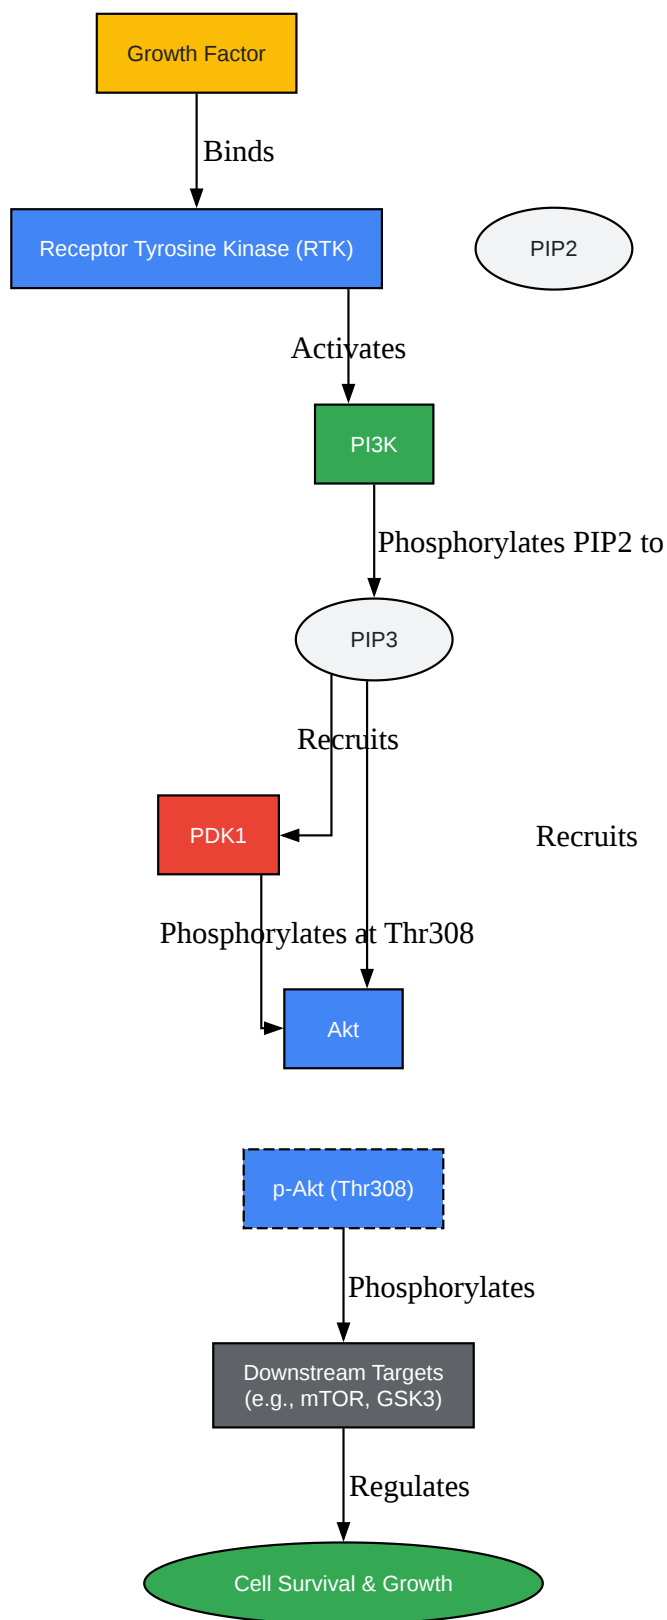 Growth Factor
Binds
Receptor Tyrosine Kinase (RTK)
PIP2
Activates
PI3K
Phosphorylates PIP2 to
PIP3
Recruits
PDK1
Recruits
Phosphorylates at Thr308
Akt
p-Akt (Thr308)
Phosphorylates
Downstream Targets
(e.g., mTOR, GSK3)
Regulates
Cell Survival & Growth